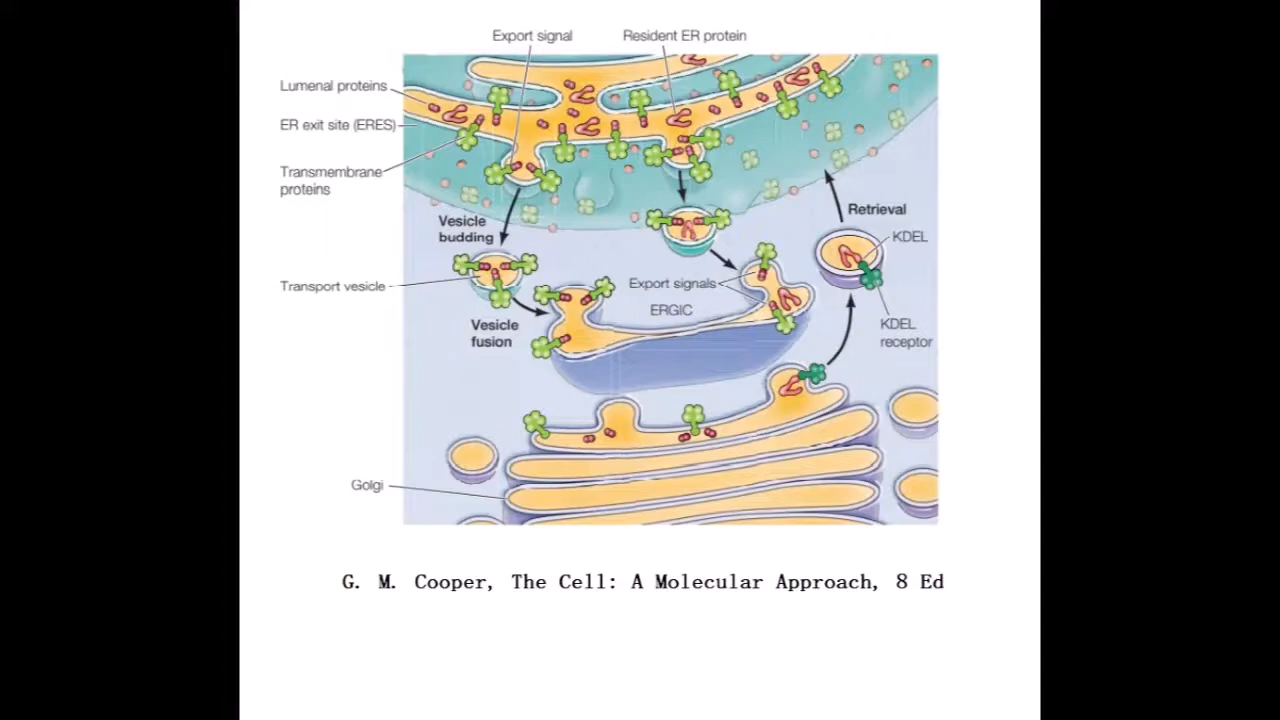 Export signal
Resident ER protein
Lumenal proteins
ER exit site (ERES)
Transmembrane
proteins
Vesicle
budding
Retrieval
KDEL
Transport vesicle
Export signals
ERGIC
Vesicle
fusion
KDEL
receptor
Golgi
G. M. Cooper, The Cell: A Molecular Approach, 8 Ed